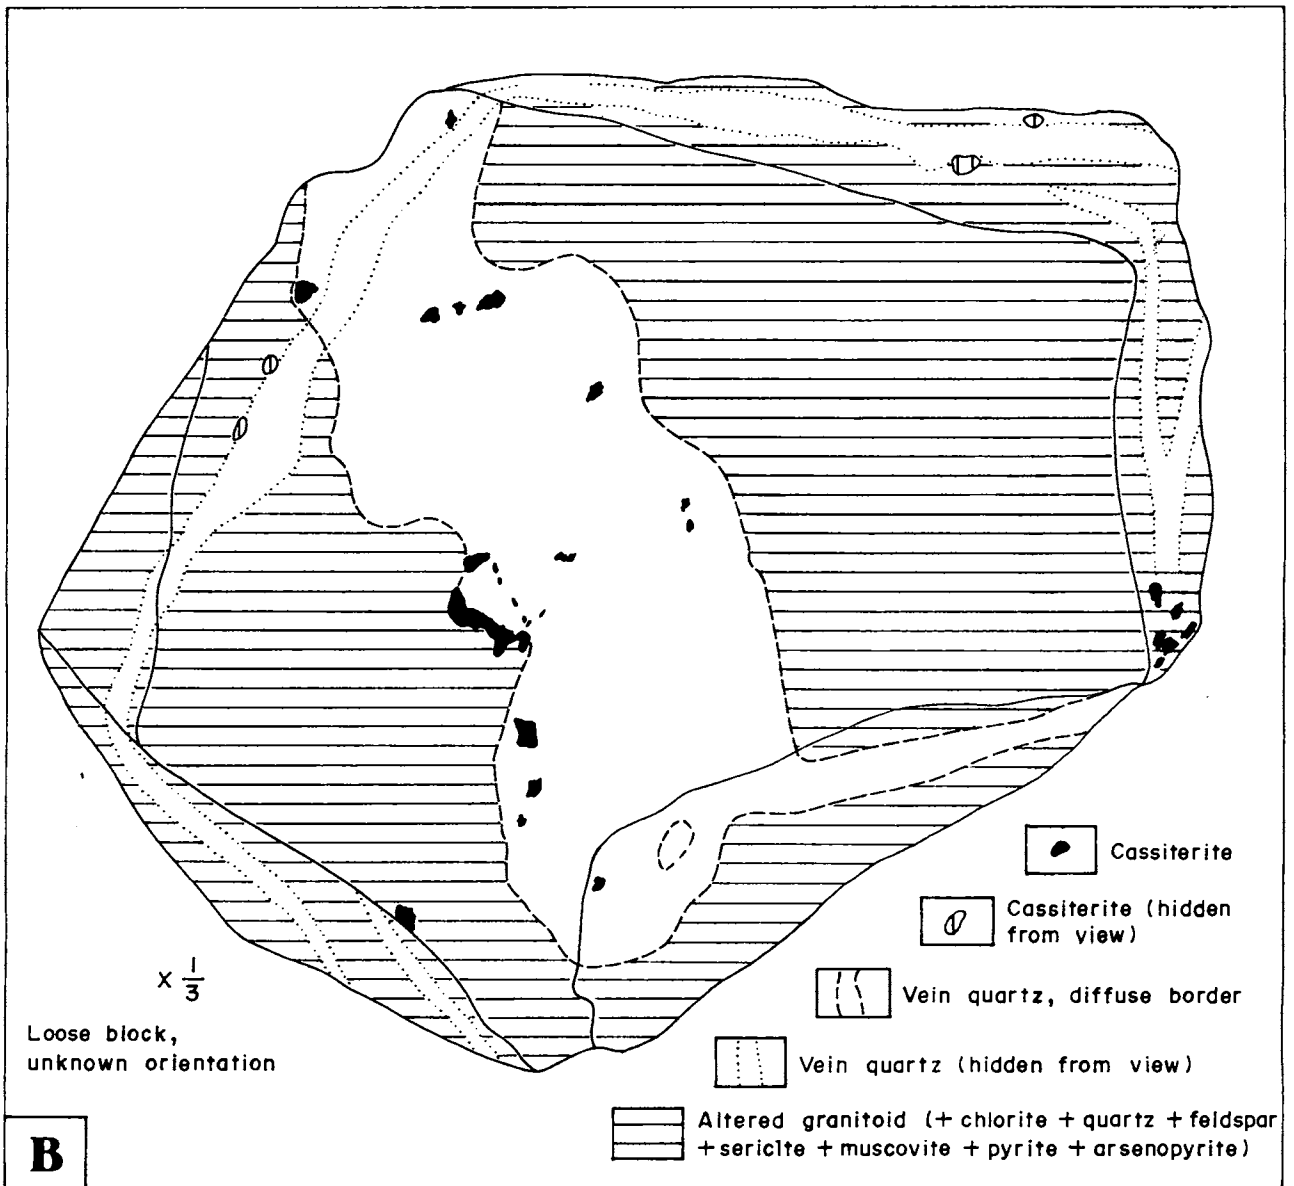 Cassiterite
Cassiterite (hidden
from view)
Vein quartz, diffuse border
Vein quartz (hidden from view)
Altered granitoid (+ chlorite + quartz + feldspar
+ sericite + muscovite + pyrite + arsenopyrite)
x 1/3
Loose block,
unknown orientation
B